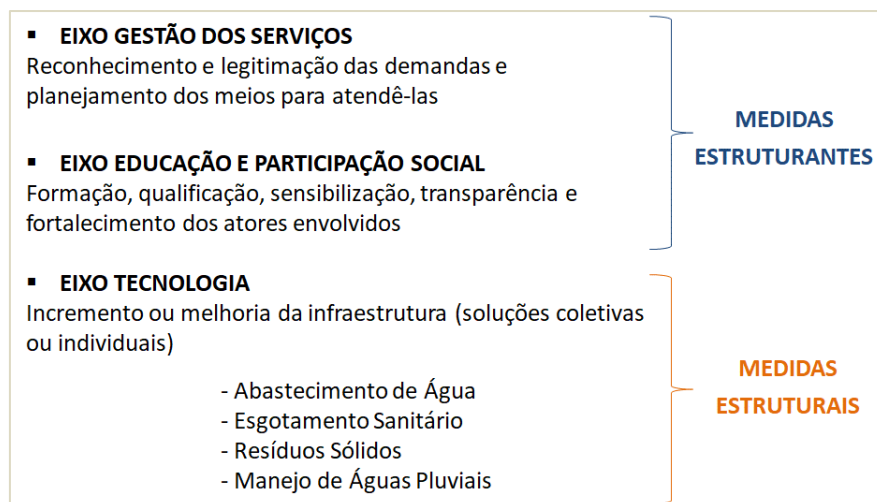 ▪ EIXO GESTÃO DOS SERVIÇOS
Reconhecimento e legitimação das demandas e
planejamento dos meios para atendê-las
▪ EIXO EDUCAÇÃO E PARTICIPAÇÃO SOCIAL
Formação, qualificação, sensibilização, transparência e
fortalecimento dos atores envolvidos
MEDIDAS
ESTRUTURANTES
▪ EIXO TECNOLOGIA
Incremento ou melhoria da infraestrutura (soluções coletivas
ou individuais)
- Abastecimento de Água
- Esgotamento Sanitário
- Resíduos Sólidos
- Manejo de Águas Pluviais
MEDIDAS
ESTRUTURAIS